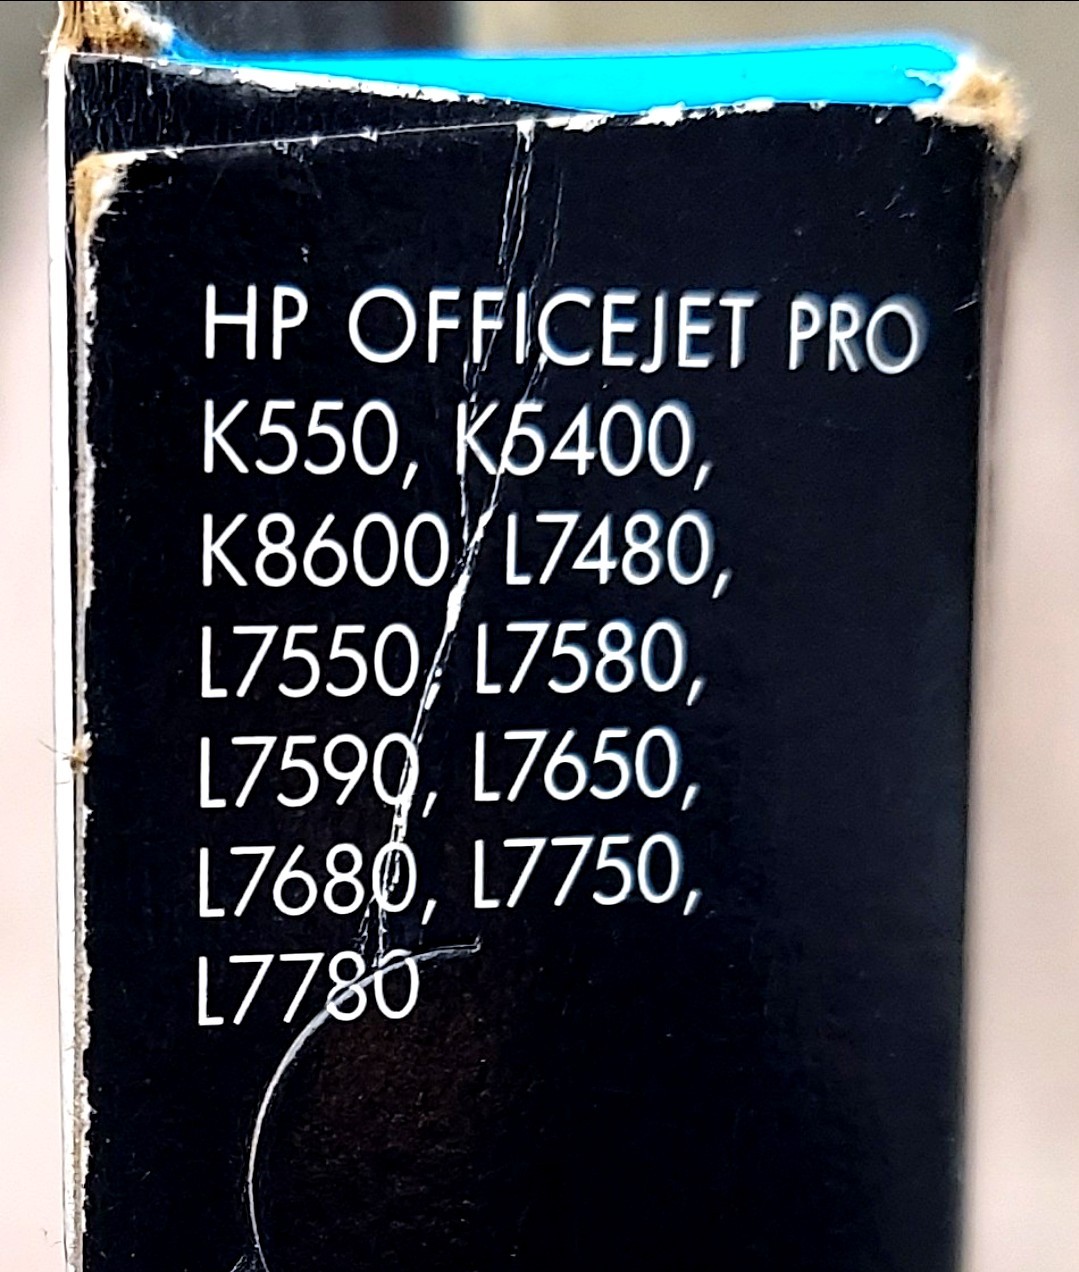 HP OFFICEJET PRO
K550, K5400,
K8600, L7480,
L7550, L7580,
L7590, L7650,
L7680, L7750,
L7780